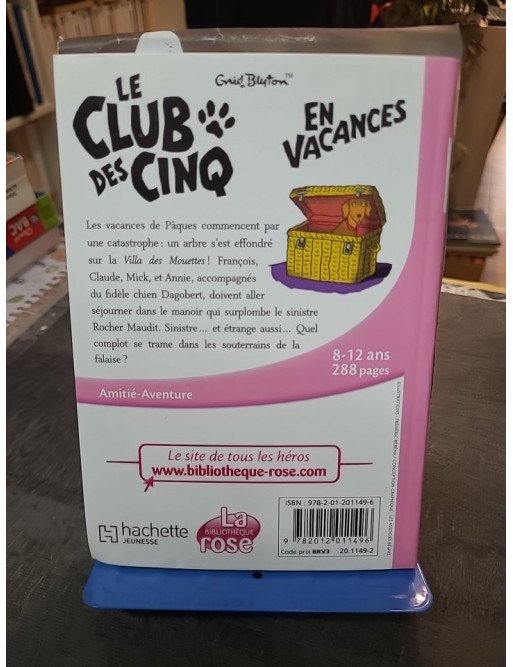 LE
CLUB
DES CINQ
Enid Blyton™
EN
VACANCES
Les vacances de Pâques commencent par
une catastrophe : un arbre s'est effondré
sur la Villa des Mouettes ! François,
Claude, Mick, et Annie, accompagnés
du fidèle chien Dagobert, doivent aller
séjourner dans le manoir qui surplombe le sinistre
Rocher Maudit. Sinistre... et étrange aussi... Quel
complot se trame dans les souterrains de la
falaise ?
8-12 ans
288 pages
Amitié-Aventure
Le site de tous les héros
www.bibliotheque-rose.com
hachette
JEUNESSE
La
BIBLIOTHÈQUE
rose
ISBN : 978-2-01-201149-6
9 782012 011496
Code prix BRV3 20.1149-2